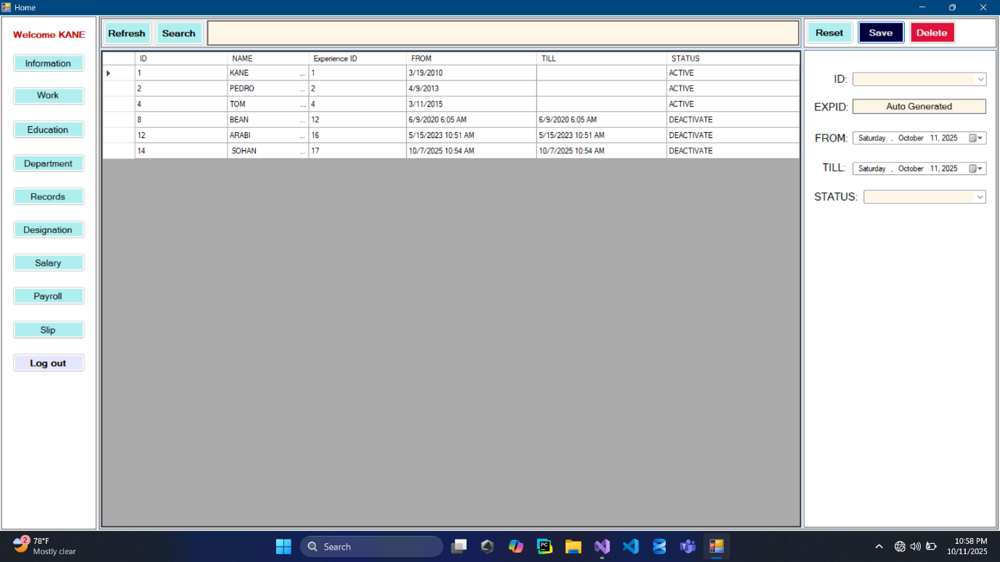 Home
Welcome KANE
Information
Work
Education
Department
Records
Designation
Salary
Payroll
Slip
Log out
Refresh Search
ID NAME Experience ID FROM TILL STATUS
1 KANE ... 1 3/19/2010 ACTIVE
2 PEDRO ... 2 4/9/2013 ACTIVE
4 TOM ... 4 3/11/2015 ACTIVE
8 BEAN ... 12 6/9/2020 6:05 AM 6/9/2020 6:05 AM DEACTIVATE
12 ARABI ... 16 5/15/2023 10:51 AM 5/15/2023 10:51 AM DEACTIVATE
14 SOHAN ... 17 10/7/2025 10:54 AM 10/7/2025 10:54 AM DEACTIVATE
Reset Save Delete
ID:
EXPID: Auto Generated
FROM: Saturday , October 11, 2025
TILL: Saturday , October 11, 2025
STATUS:
2 78°F
Mostly clear
Search
PC
T
10:58 PM
10/11/2025